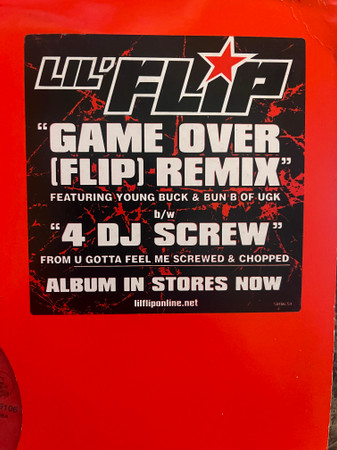 LIL' FLIP
"GAME OVER
(FLIP) REMIX"
FEATURING YOUNG BUCK & BUN B OF UGK
b/w
"4 DJ SCREW"
FROM U GOTTA FEEL ME SCREWED & CHOPPED
ALBUM IN STORES NOW
lilfliponline.net